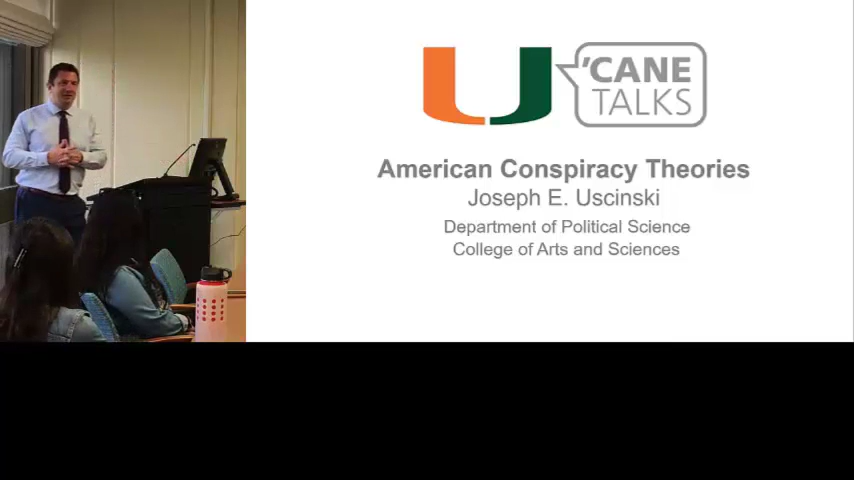 U
'CANE
TALKS
American Conspiracy Theories
Joseph E. Uscinski
Department of Political Science
College of Arts and Sciences